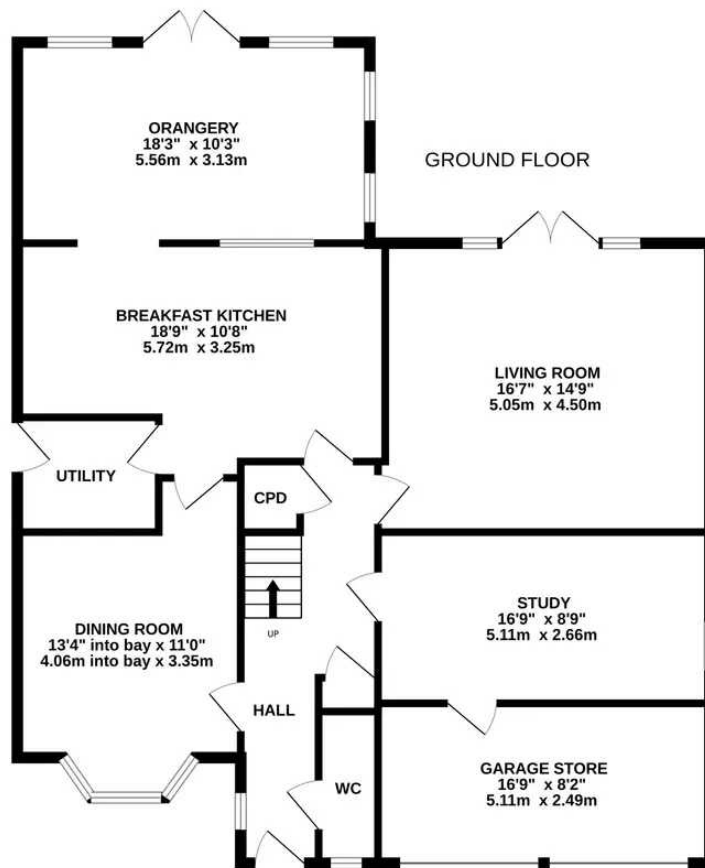 ORANGERY
18'3" x 10'3"
5.56m x 3.13m
GROUND FLOOR
BREAKFAST KITCHEN
18'9" x 10'8"
5.72m x 3.25m
LIVING ROOM
16'7" x 14'9"
5.05m x 4.50m
UTILITY
CPD
UP
DINING ROOM
13'4" into bay x 11'0"
4.06m into bay x 3.35m
STUDY
16'9" x 8'9"
5.11m x 2.66m
HALL
WC
GARAGE STORE
16'9" x 8'2"
5.11m x 2.49m